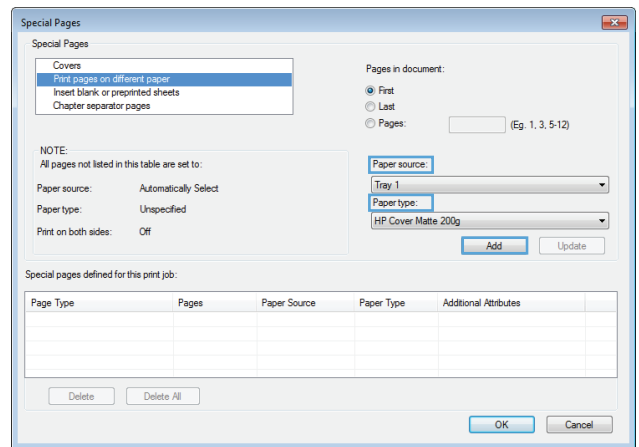 Special Pages
Special Pages
Covers
Print pages on different paper
Insert blank or preprinted sheets
Chapter separator pages
Pages in document:
First
Last
Pages: (Eg. 1, 3, 5-12)
NOTE:
All pages not listed in this table are set to:
Paper source: Automatically Select
Paper type: Unspecified
Print on both sides: Off
Paper source:
Tray 1
Paper type:
HP Cover Matte 200g
Add Update
Special pages defined for this print job:
Page Type Pages Paper Source Paper Type Additional Attributes
Delete Delete All
OK Cancel